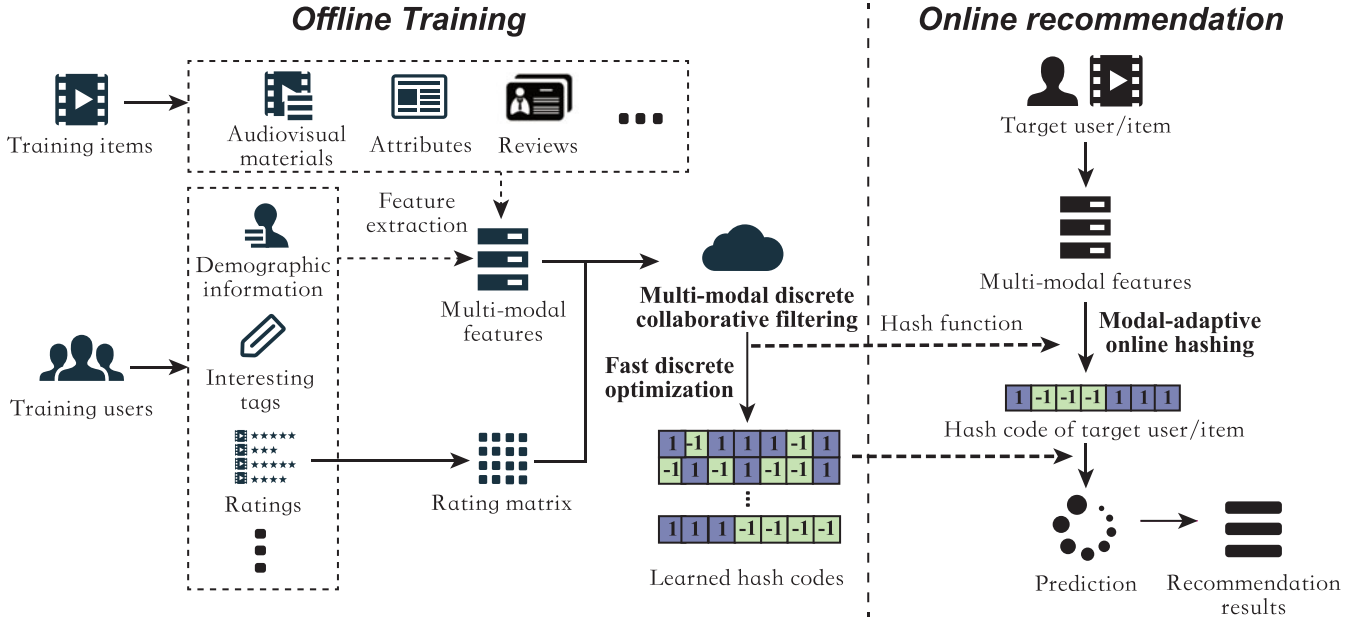 Offline Training
Online recommendation
Training items
Audiovisual
materials
Attributes
Reviews
Target user/item
Feature
extraction
Demographic
information
Multi-modal
features
Multi-modal discrete
collaborative filtering
Multi-modal features
Hash function
Modal-adaptive
online hashing
Fast discrete
optimization
Training users
Interesting
tags
1 -1 -1 -1 1 1 1
Hash code of target user/item
1 -1 1 1 1 -1 1
-1 1 -1 1 -1 -1 1
Ratings
Rating matrix
1 1 1 -1 -1 -1 -1
Learned hash codes
Prediction
Recommendation
results